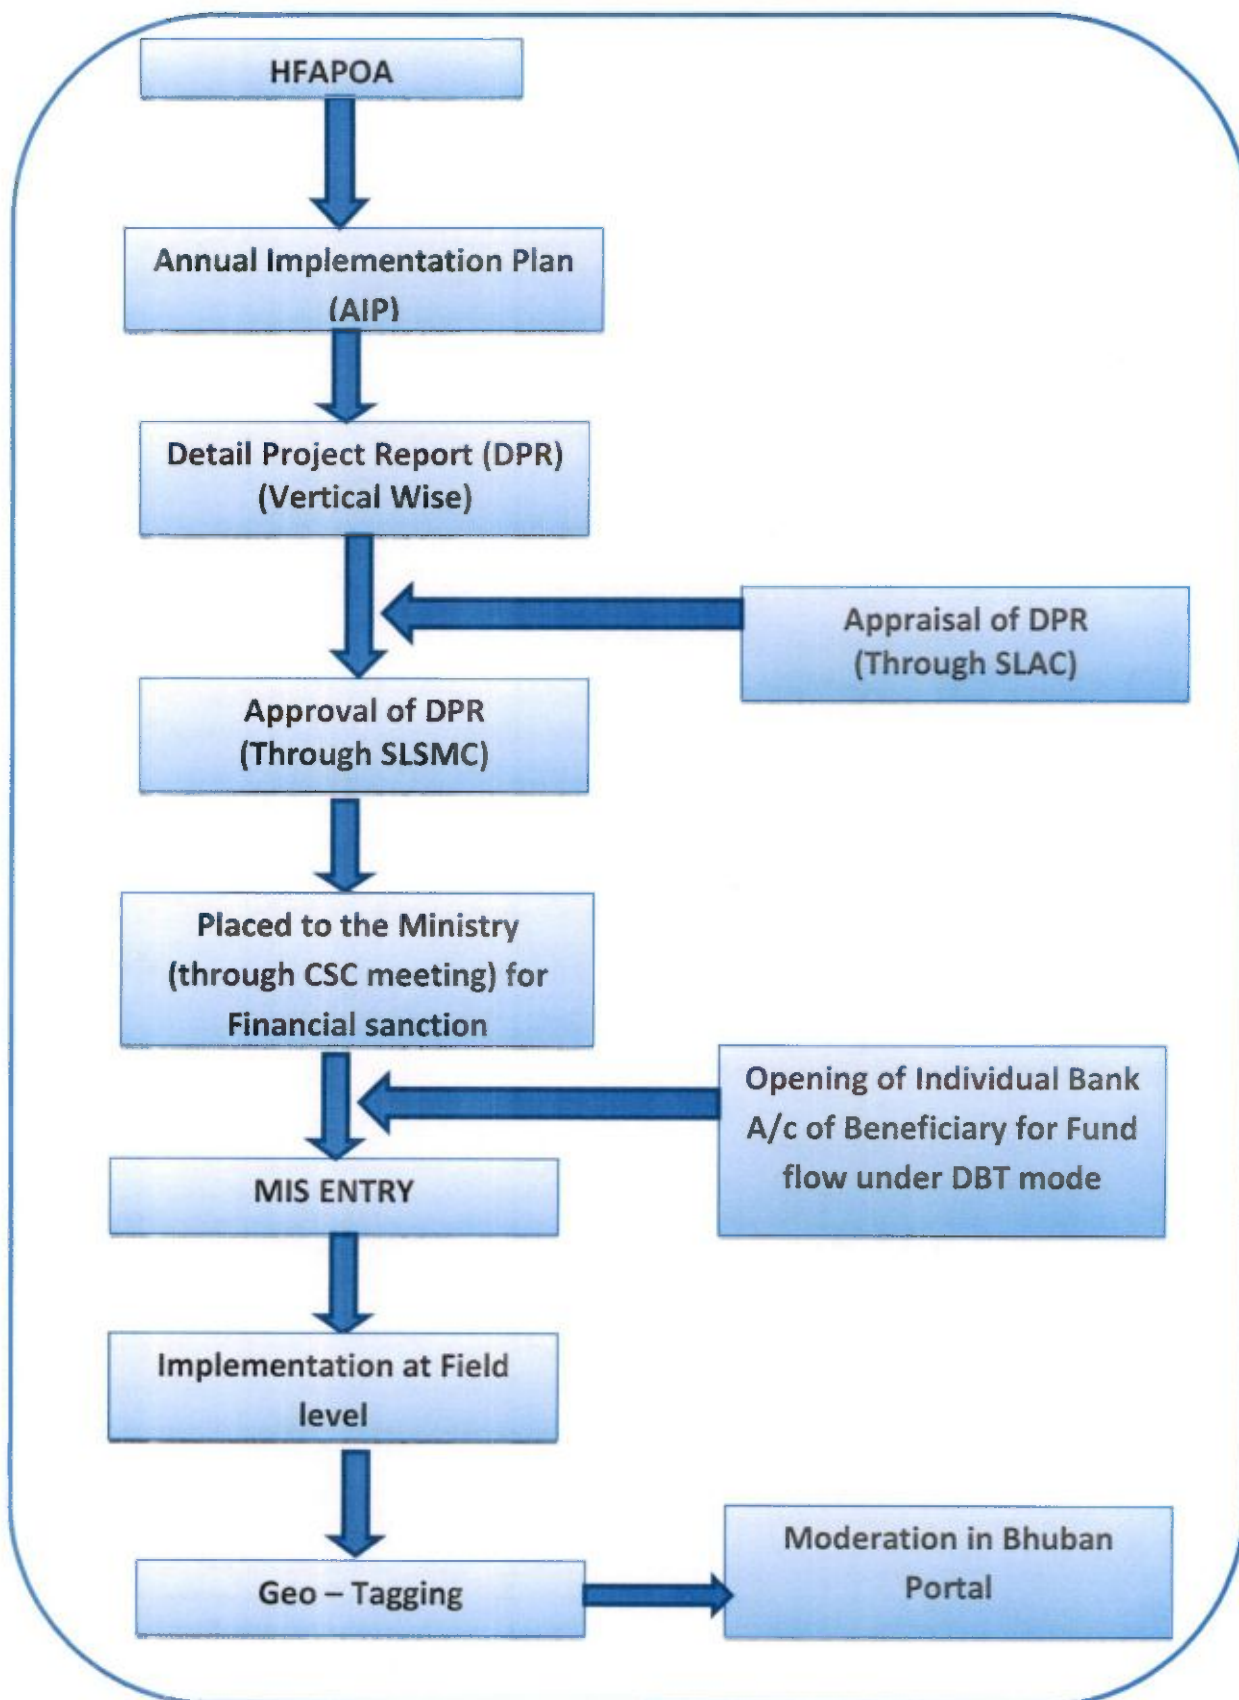 HFAPOA
Annual Implementation Plan
(AIP)
Detail Project Report (DPR)
(Vertical Wise)
Appraisal of DPR
(Through SLAC)
Approval of DPR
(Through SLSMC)
Placed to the Ministry
(through CSC meeting) for
Financial sanction
Opening of Individual Bank
A/c of Beneficiary for Fund
flow under DBT mode
MIS ENTRY
Implementation at Field
level
Moderation in Bhuban
Portal
Geo – Tagging